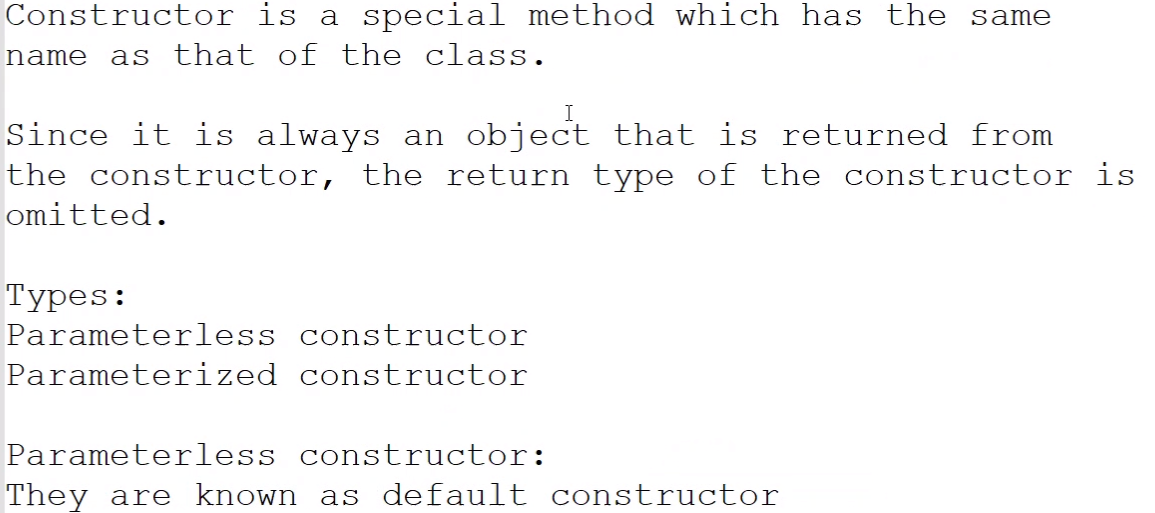 Constructor is a special method which has the same
name as that of the class.
Since it is always an object that is returned from
the constructor, the return type of the constructor is
omitted.
Types:
Parameterless constructor
Parameterized constructor
Parameterless constructor:
They are known as default constructor